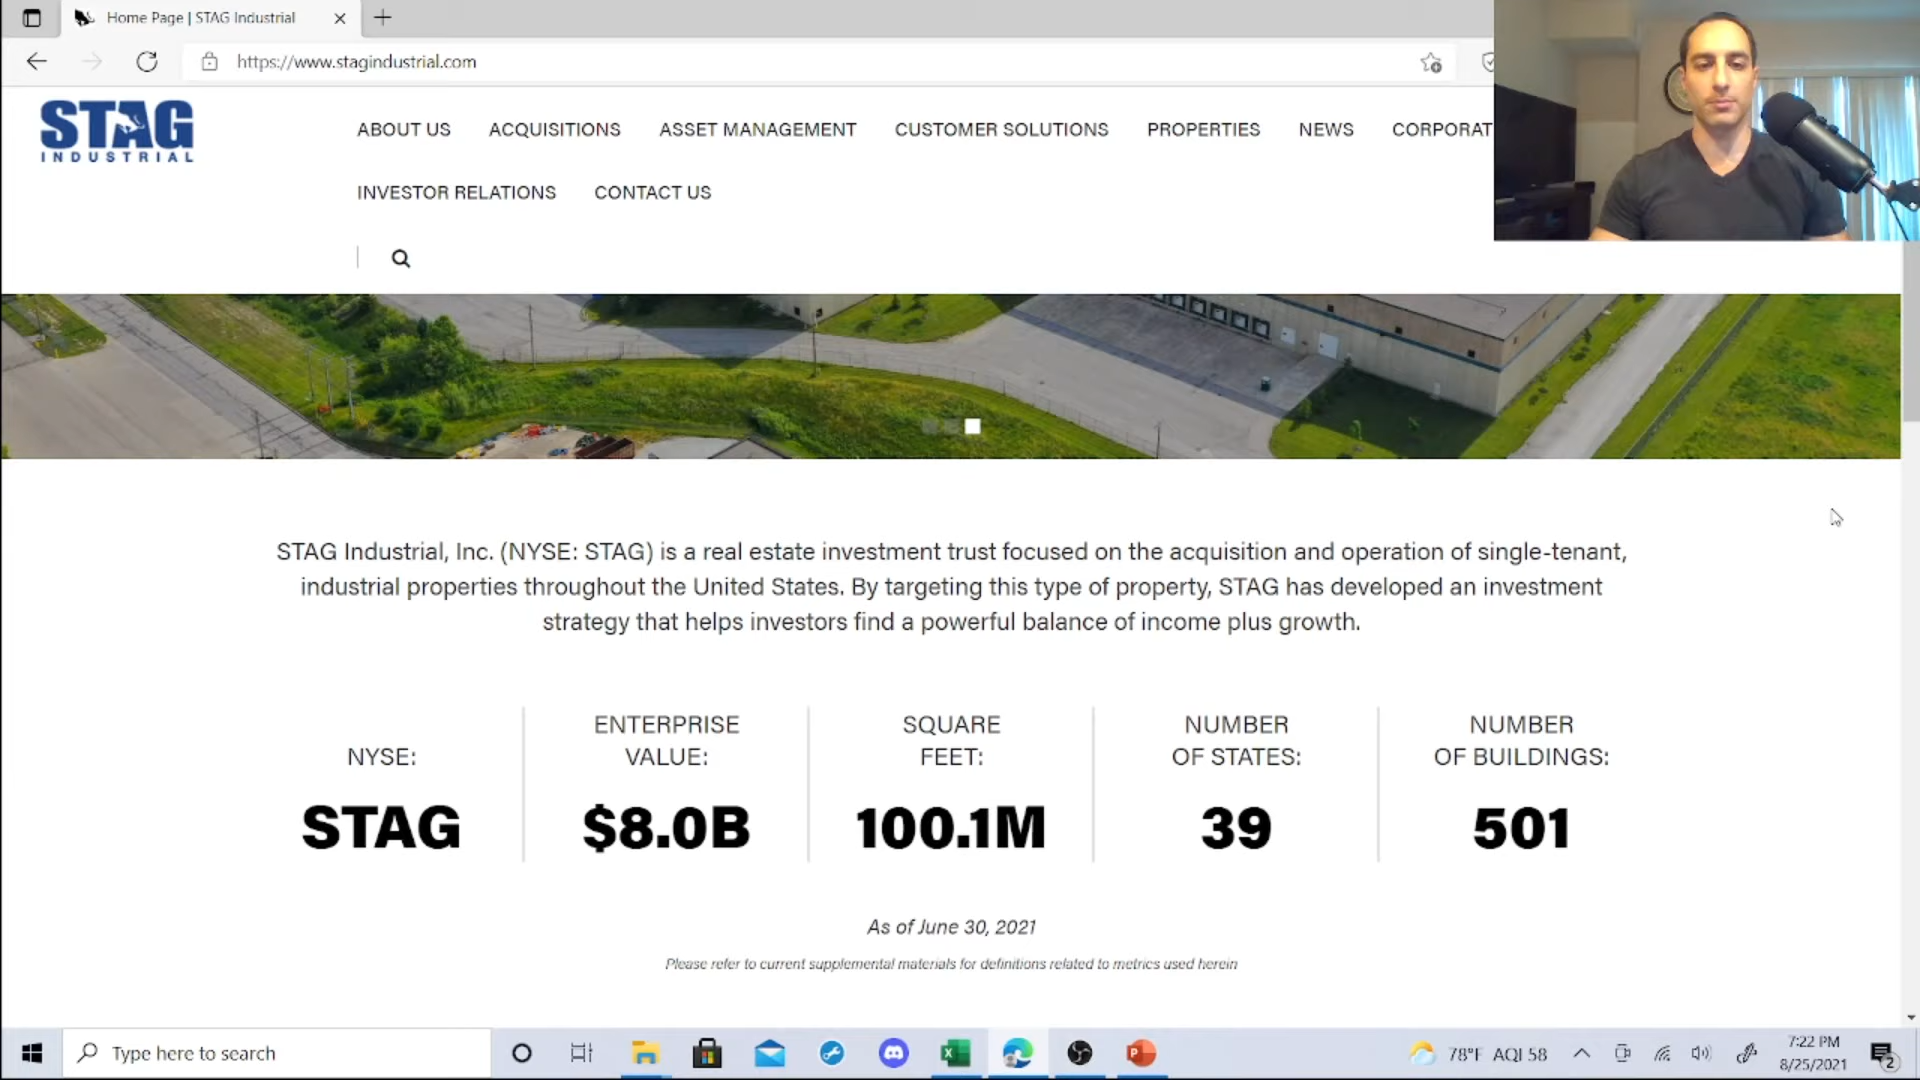 Home Page | STAG Industrial
https://www.stagindustrial.com
STAG
INDUSTRIAL
ABOUT US ACQUISITIONS ASSET MANAGEMENT CUSTOMER SOLUTIONS PROPERTIES NEWS CORPORAT
INVESTOR RELATIONS CONTACT US
STAG Industrial, Inc. (NYSE: STAG) is a real estate investment trust focused on the acquisition and operation of single-tenant,
industrial properties throughout the United States. By targeting this type of property, STAG has developed an investment
strategy that helps investors find a powerful balance of income plus growth.
NYSE:
STAG
ENTERPRISE
VALUE:
$8.0B
SQUARE
FEET:
100.1M
NUMBER
OF STATES:
39
NUMBER
OF BUILDINGS:
501
As of June 30, 2021
Please refer to current supplemental materials for definitions related to metrics used herein
Type here to search
78°F AQI 58
7:22 PM
8/25/2021
2